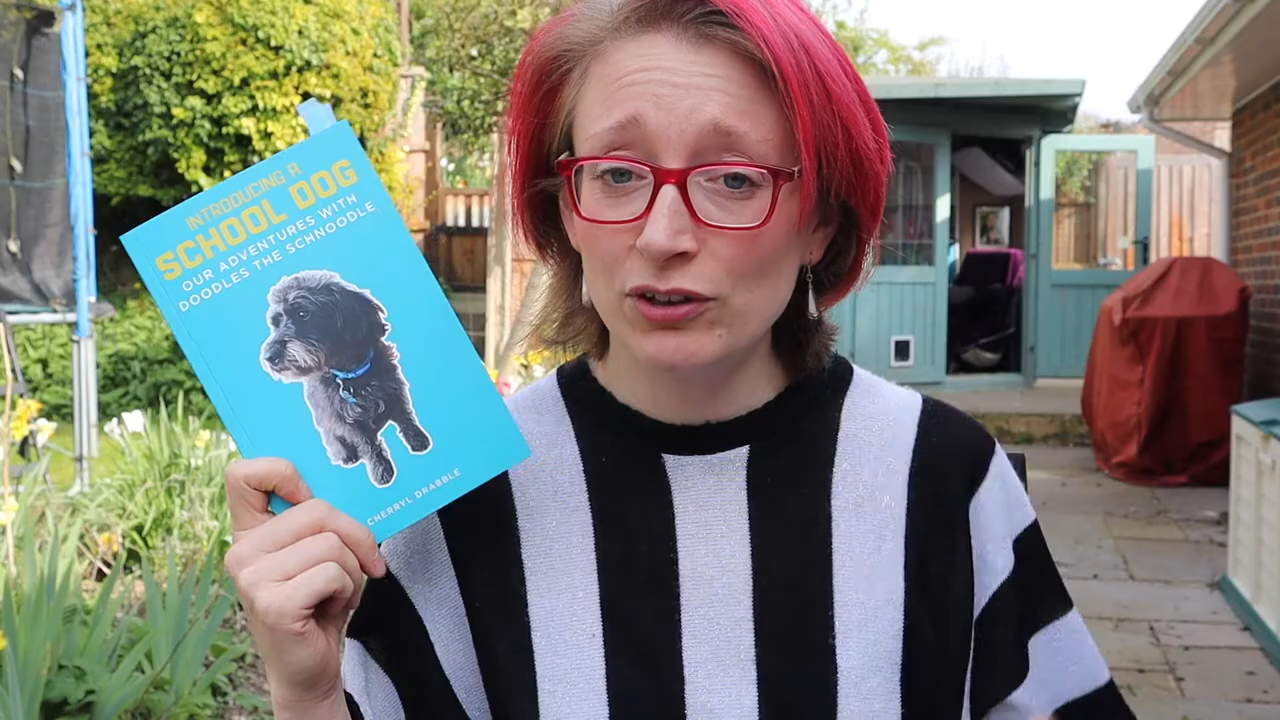 INTRODUCING A
SCHOOL DOG
OUR ADVENTURES WITH
DOODLES THE SCHNOODLE
CHERRYL DRABBLE